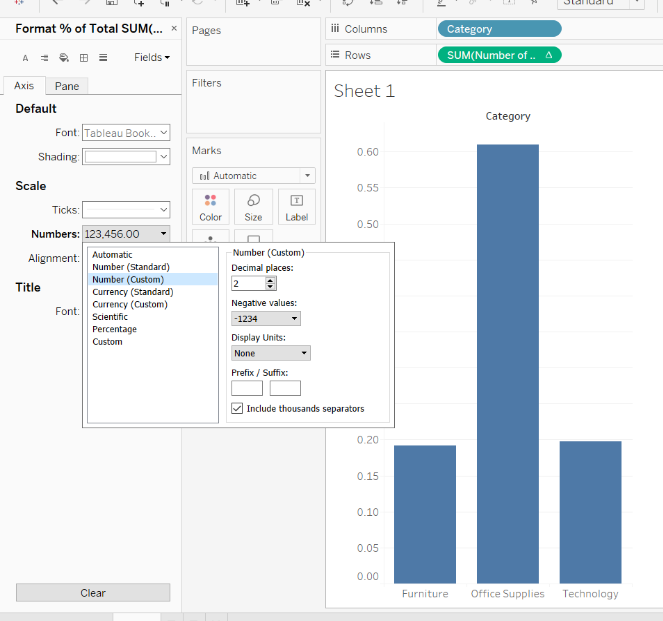 Standard
Format % of Total SUM(... ×
Fields
Axis Pane
Default
Font: Tableau Book...
Shading:
Scale
Ticks:
Numbers: 123,456.00
Alignment:
Title
Font:
Clear
Automatic
Number (Standard)
Number (Custom)
Currency (Standard)
Currency (Custom)
Scientific
Percentage
Custom
Number (Custom)
Decimal places:
2
Negative values:
-1234
Display Units:
None
Prefix / Suffix:
Include thousands separators
Pages
Filters
Marks
Automatic
Color Size Label
Columns Category
Rows SUM(Number of ..
Sheet 1
Category
0.60
0.55
0.50
0.20
0.15
0.10
0.05
0.00
Furniture Office Supplies Technology